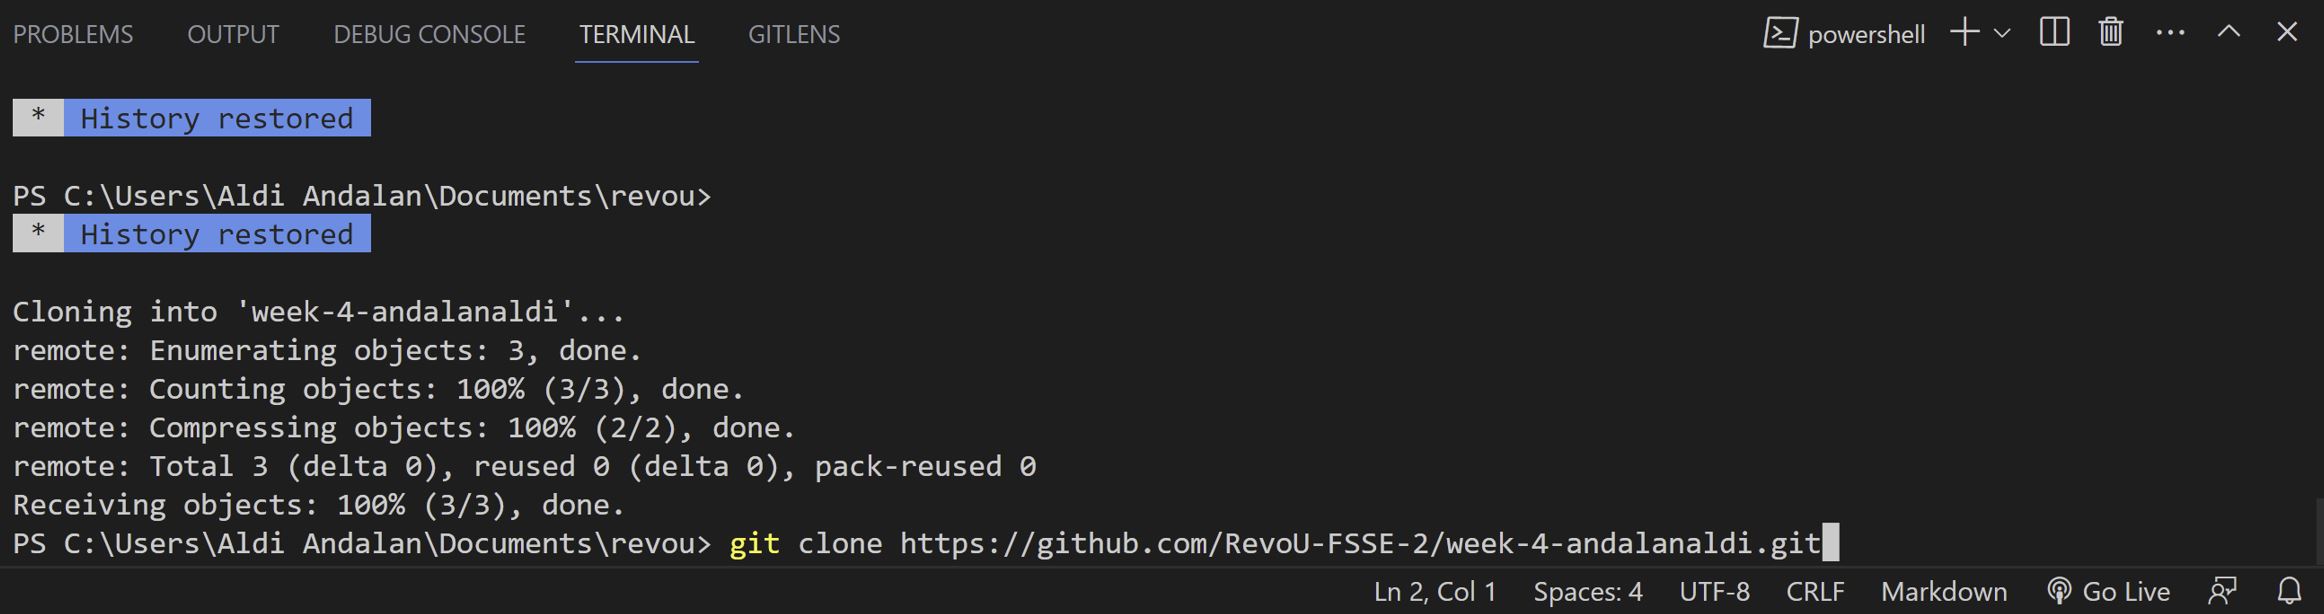 PROBLEMS OUTPUT DEBUG CONSOLE TERMINAL GITLENS powershell
* History restored
PS C:\Users\Aldi Andalan\Documents\revou>
* History restored
Cloning into 'week-4-andalanaldi'...
remote: Enumerating objects: 3, done.
remote: Counting objects: 100% (3/3), done.
remote: Compressing objects: 100% (2/2), done.
remote: Total 3 (delta 0), reused 0 (delta 0), pack-reused 0
Receiving objects: 100% (3/3), done.
PS C:\Users\Aldi Andalan\Documents\revou> git clone https://github.com/RevoU-FSSE-2/week-4-andalanaldi.git
Ln 2, Col 1 Spaces: 4 UTF-8 CRLF Markdown Go Live